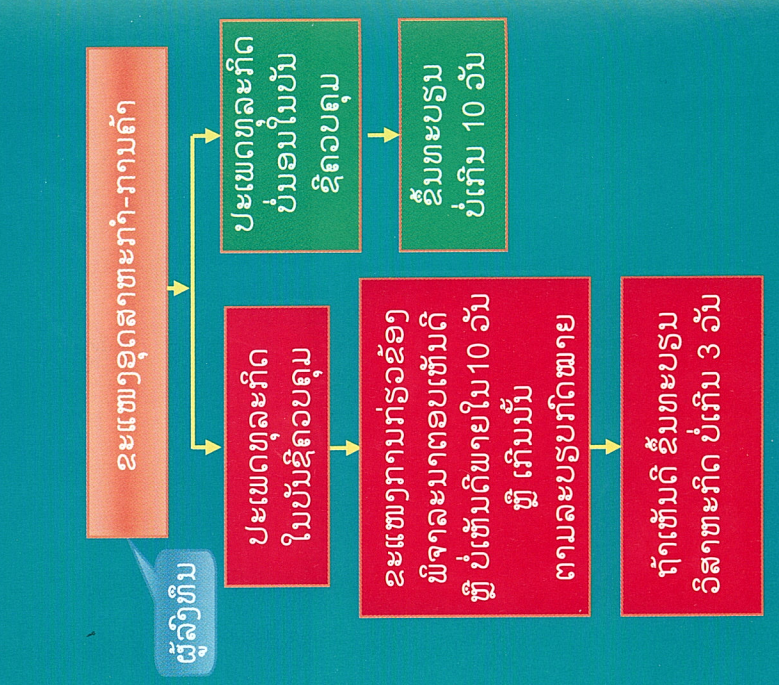 ຜູ້ລົງທຶນ
ຂະແໜງອຸດສາຫະກຳ-ການຄ້າ
ປະເພດທຸລະກິດ
ໃນບັນຊີຄວບຄຸມ
ຂະແໜງການກ່ຽວຂ້ອງ
ພິຈາລະນາຕອບເຫັນດີ
ຫຼື ບໍ່ເຫັນດີພາຍໃນ10 ວັນ
ຫຼື ເກີນນັ້ນ
ຕາມລະບຽບກົດໝາຍ
ຖ້າເຫັນດີ ຂຶ້ນທະບຽນ
ວິສາຫະກິດ ບໍ່ເກີນ 3 ວັນ
ປະເພດທຸລະກິດ
ບໍ່ນອນໃນບັນ
ຊີຄວບຄຸມ
ຂຶ້ນທະບຽນ
ບໍ່ເກີນ 10 ວັນ